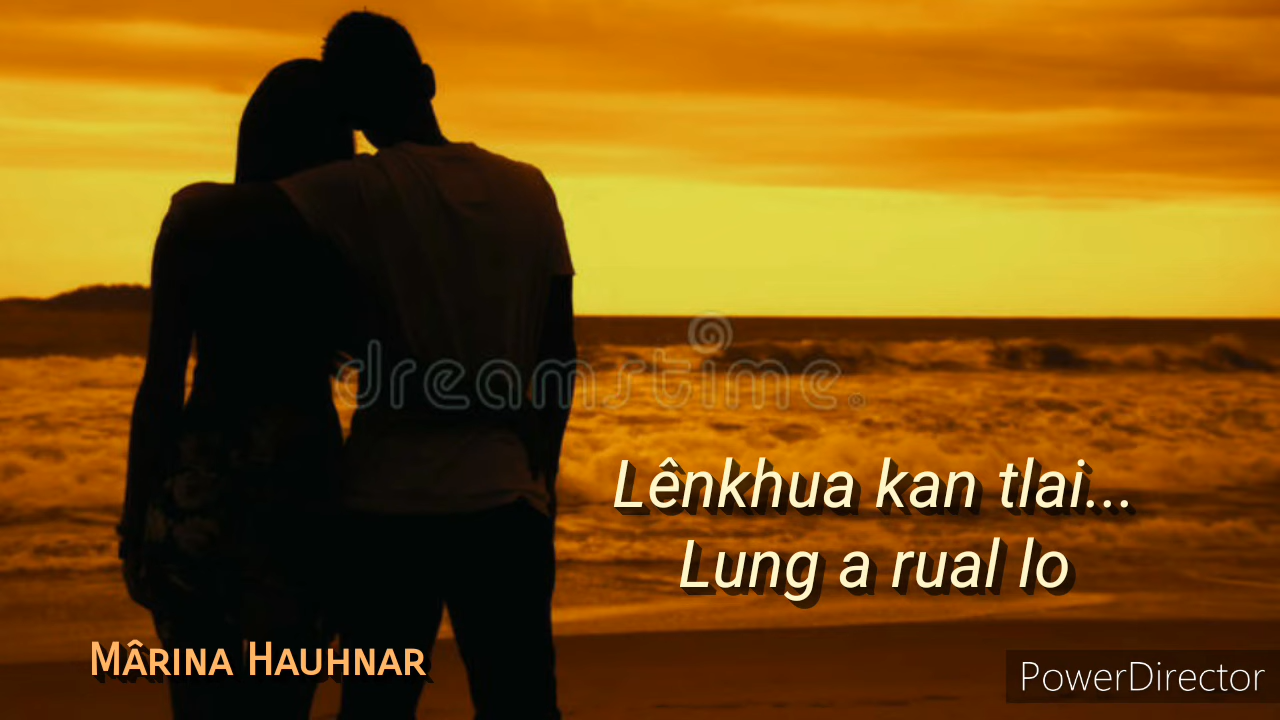 dreamstime.
Lênkhua kan tlai...
Lung a rual lo
Mârina Hauhnar
PowerDirector